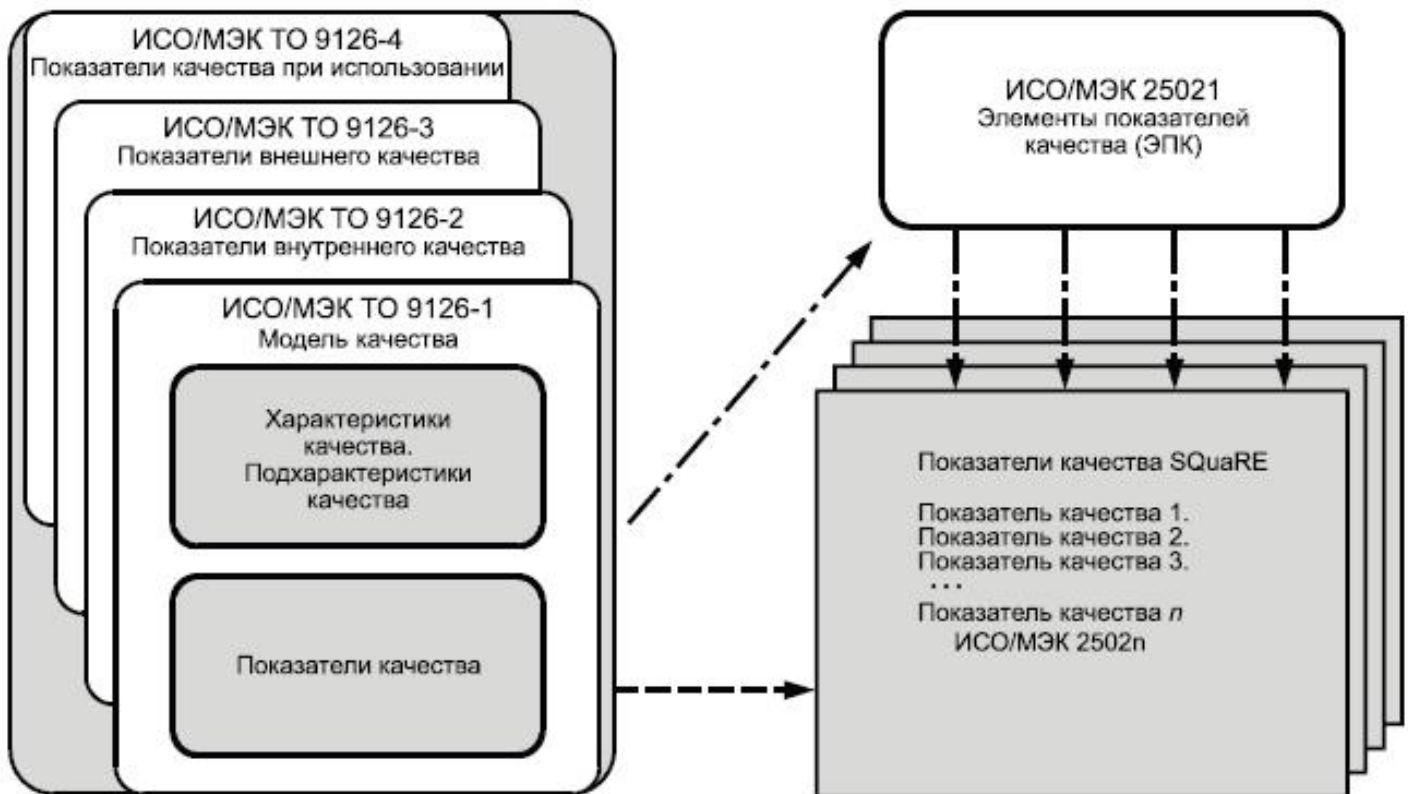 ИСО/МЭК ТО 9126-4
Показатели качества при использовании
ИСО/МЭК ТО 9126-3
Показатели внешнего качества
ИСО/МЭК ТО 9126-2
Показатели внутреннего качества
ИСО/МЭК ТО 9126-1
Модель качества
Характеристики
качества.
Подхарактеристики
качества
Показатели качества
ИСО/МЭК 25021
Элементы показателей
качества (ЭПК)
Показатели качества SQuaRE
Показатель качества 1.
Показатель качества 2.
Показатель качества 3.
...
Показатель качества n
ИСО/МЭК 2502n